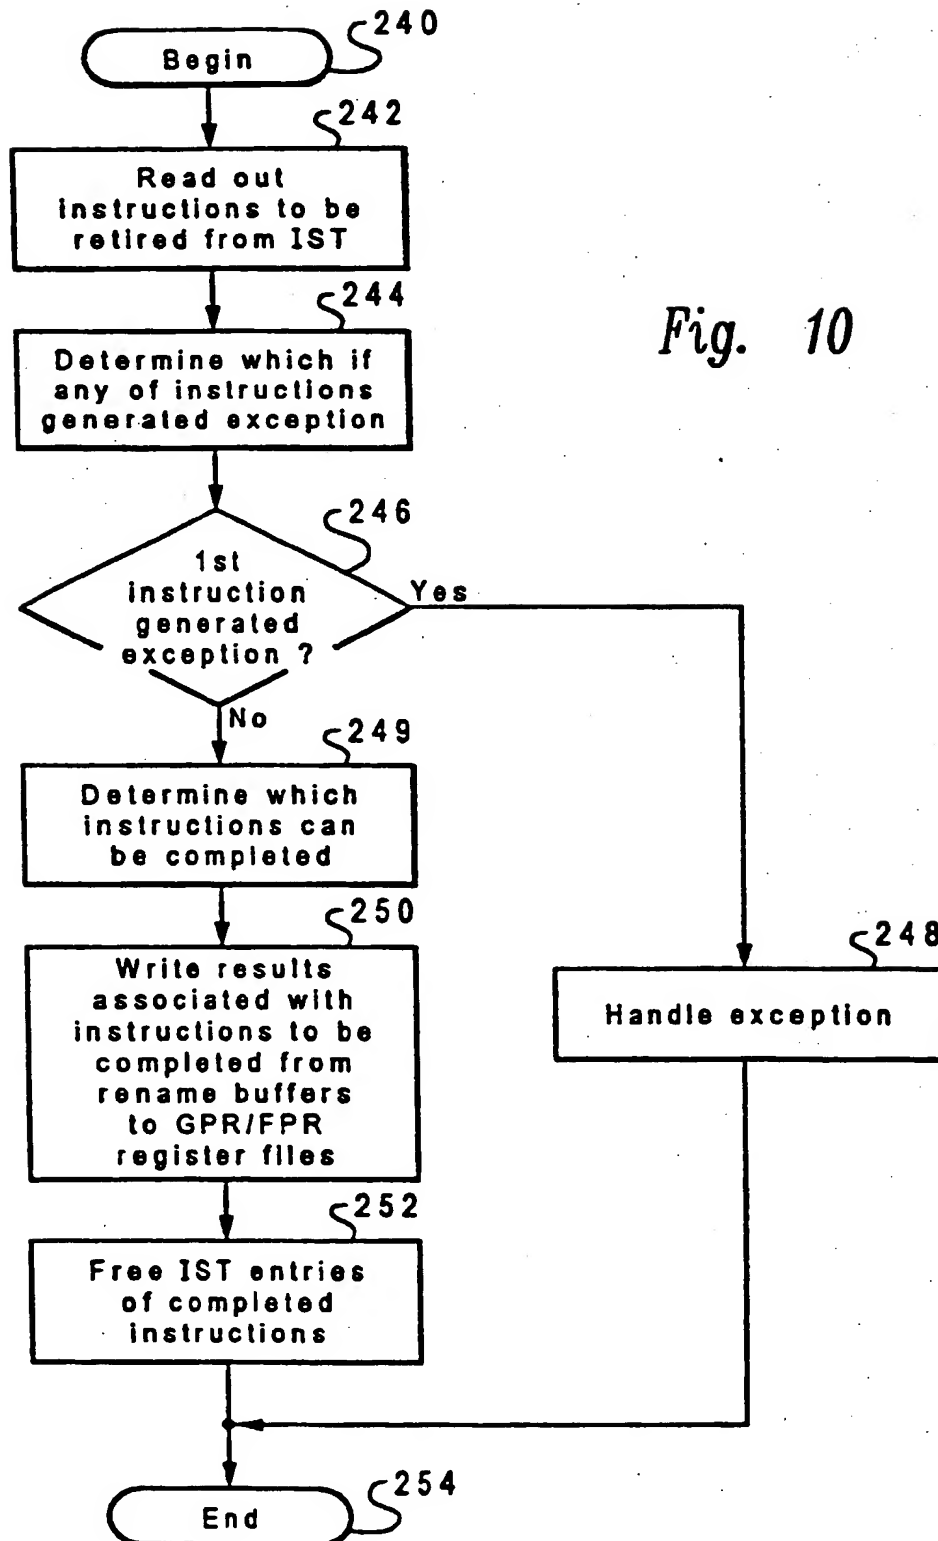 240
Begin
242
Read out
instructions to be
retired from IST
244
Fig. 10
Determine which if
any of instructions
generated exception
246
1st
instruction
generated
exception ?
Yes
No
249
Determine which
instructions can
be completed
250
Write results
associated with
instructions to be
completed from
rename buffers
to GPR/FPR
register files
248
Handle exception
252
Free IST entries
of completed
instructions
254
End